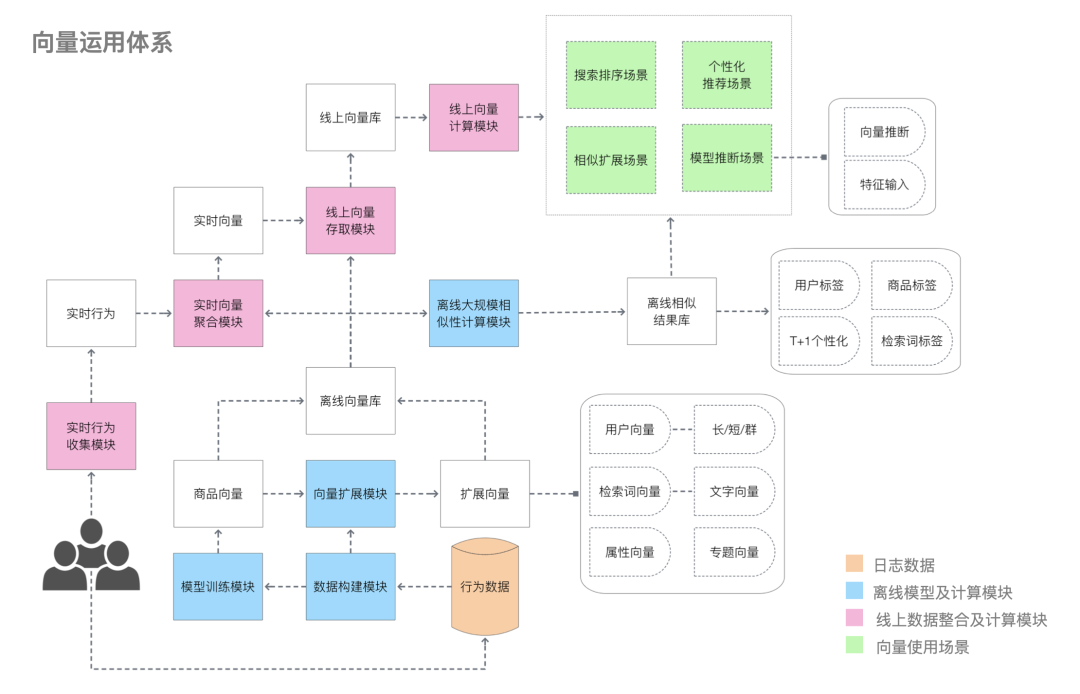 向量运用体系
搜索排序场景
个性化
推荐场景
线上向量库
线上向量
计算模块
相似扩展场景
模型推断场景
向量推断
特征输入
实时向量
线上向量
存取模块
实时行为
实时向量
聚合模块
离线大规模相
似性计算模块
离线相似
结果库
用户标签
商品标签
T+1个性化
检索词标签
离线向量库
实时行为
收集模块
用户向量
长/短/群
商品向量
向量扩展模块
扩展向量
检索词向量
文字向量
属性向量
专题向量
模型训练模块
数据构建模块
行为数据
日志数据
离线模型及计算模块
线上数据整合及计算模块
向量使用场景